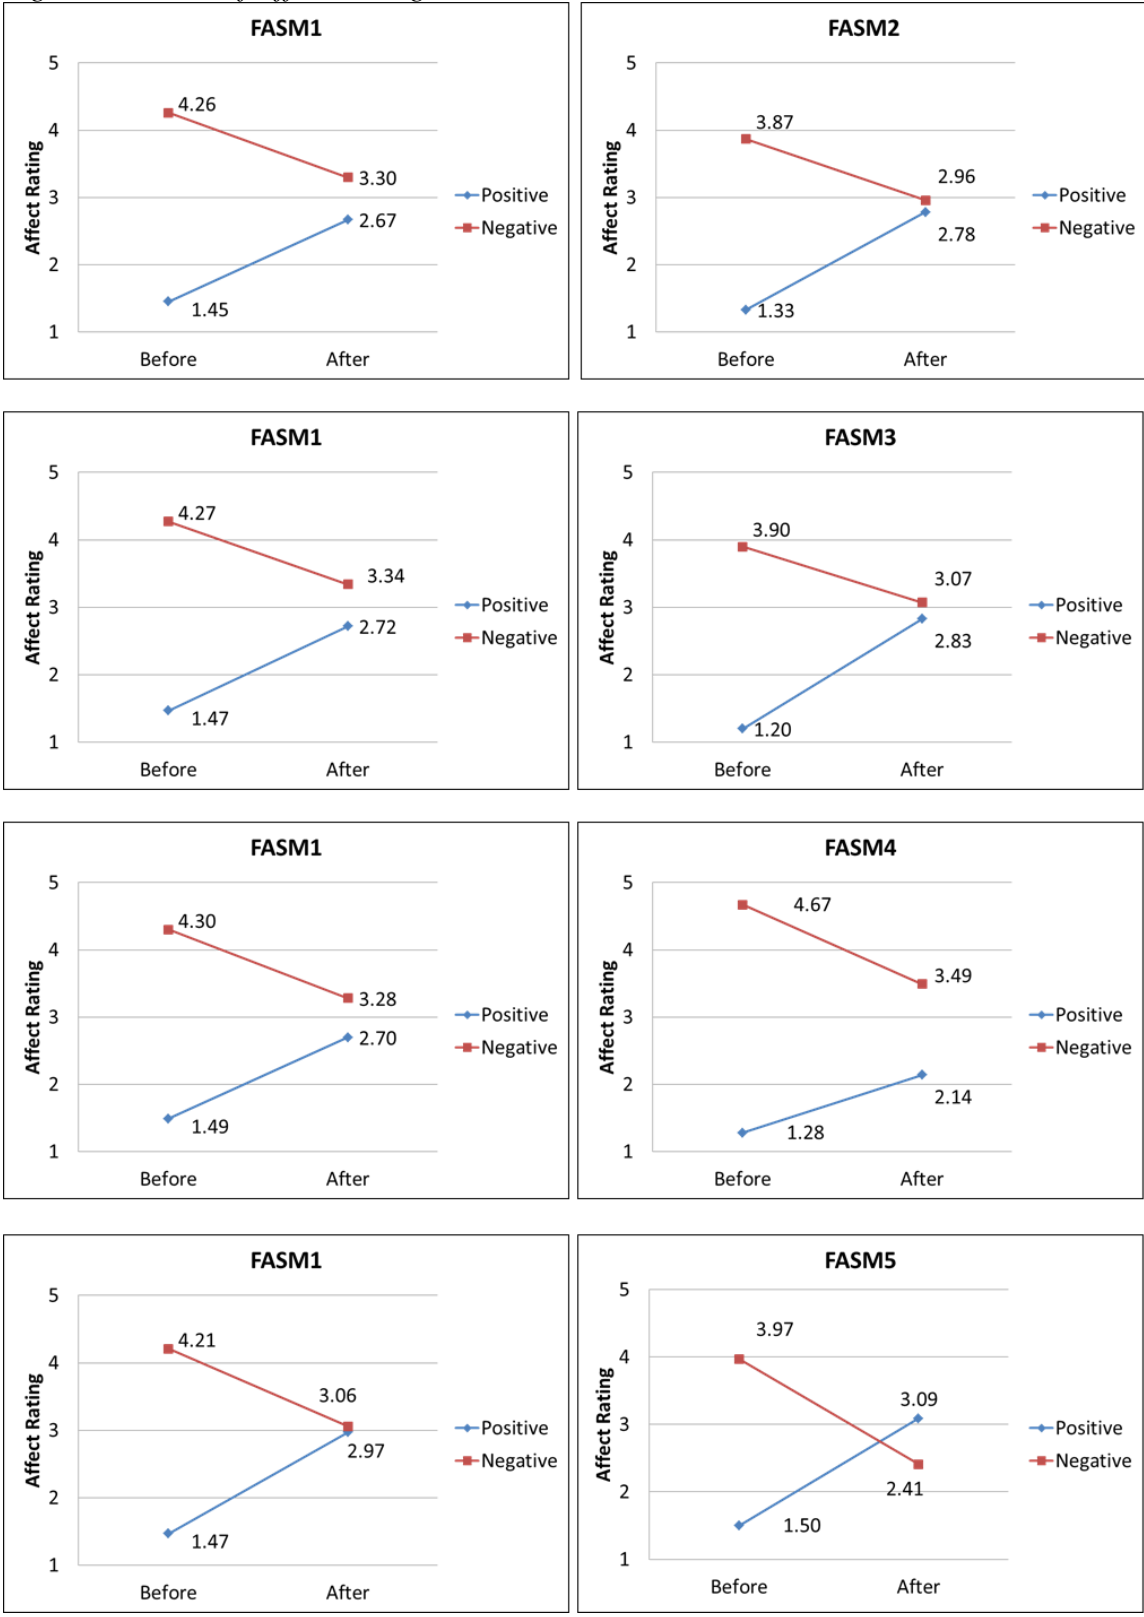 FASM1
5
4
3
2
1
Affect Rating
4.26
3.30
2.67
1.45
Before After
Positive
Negative
FASM2
5
4
3
2
1
Affect Rating
3.87
2.96
2.78
1.33
Before After
Positive
Negative
FASM1
5
4
3
2
1
Affect Rating
4.27
3.34
2.72
1.47
Before After
Positive
Negative
FASM3
5
4
3
2
1
Affect Rating
3.90
3.07
2.83
1.20
Before After
Positive
Negative
FASM1
5
4
3
2
1
Affect Rating
4.30
3.28
2.70
1.49
Before After
Positive
Negative
FASM4
5
4
3
2
1
Affect Rating
4.67
3.49
2.14
1.28
Before After
Positive
Negative
FASM1
5
4
3
2
1
Affect Rating
4.21
3.06
2.97
1.47
Before After
Positive
Negative
FASM5
5
4
3
2
1
Affect Rating
3.97
3.09
2.41
1.50
Before After
Positive
Negative